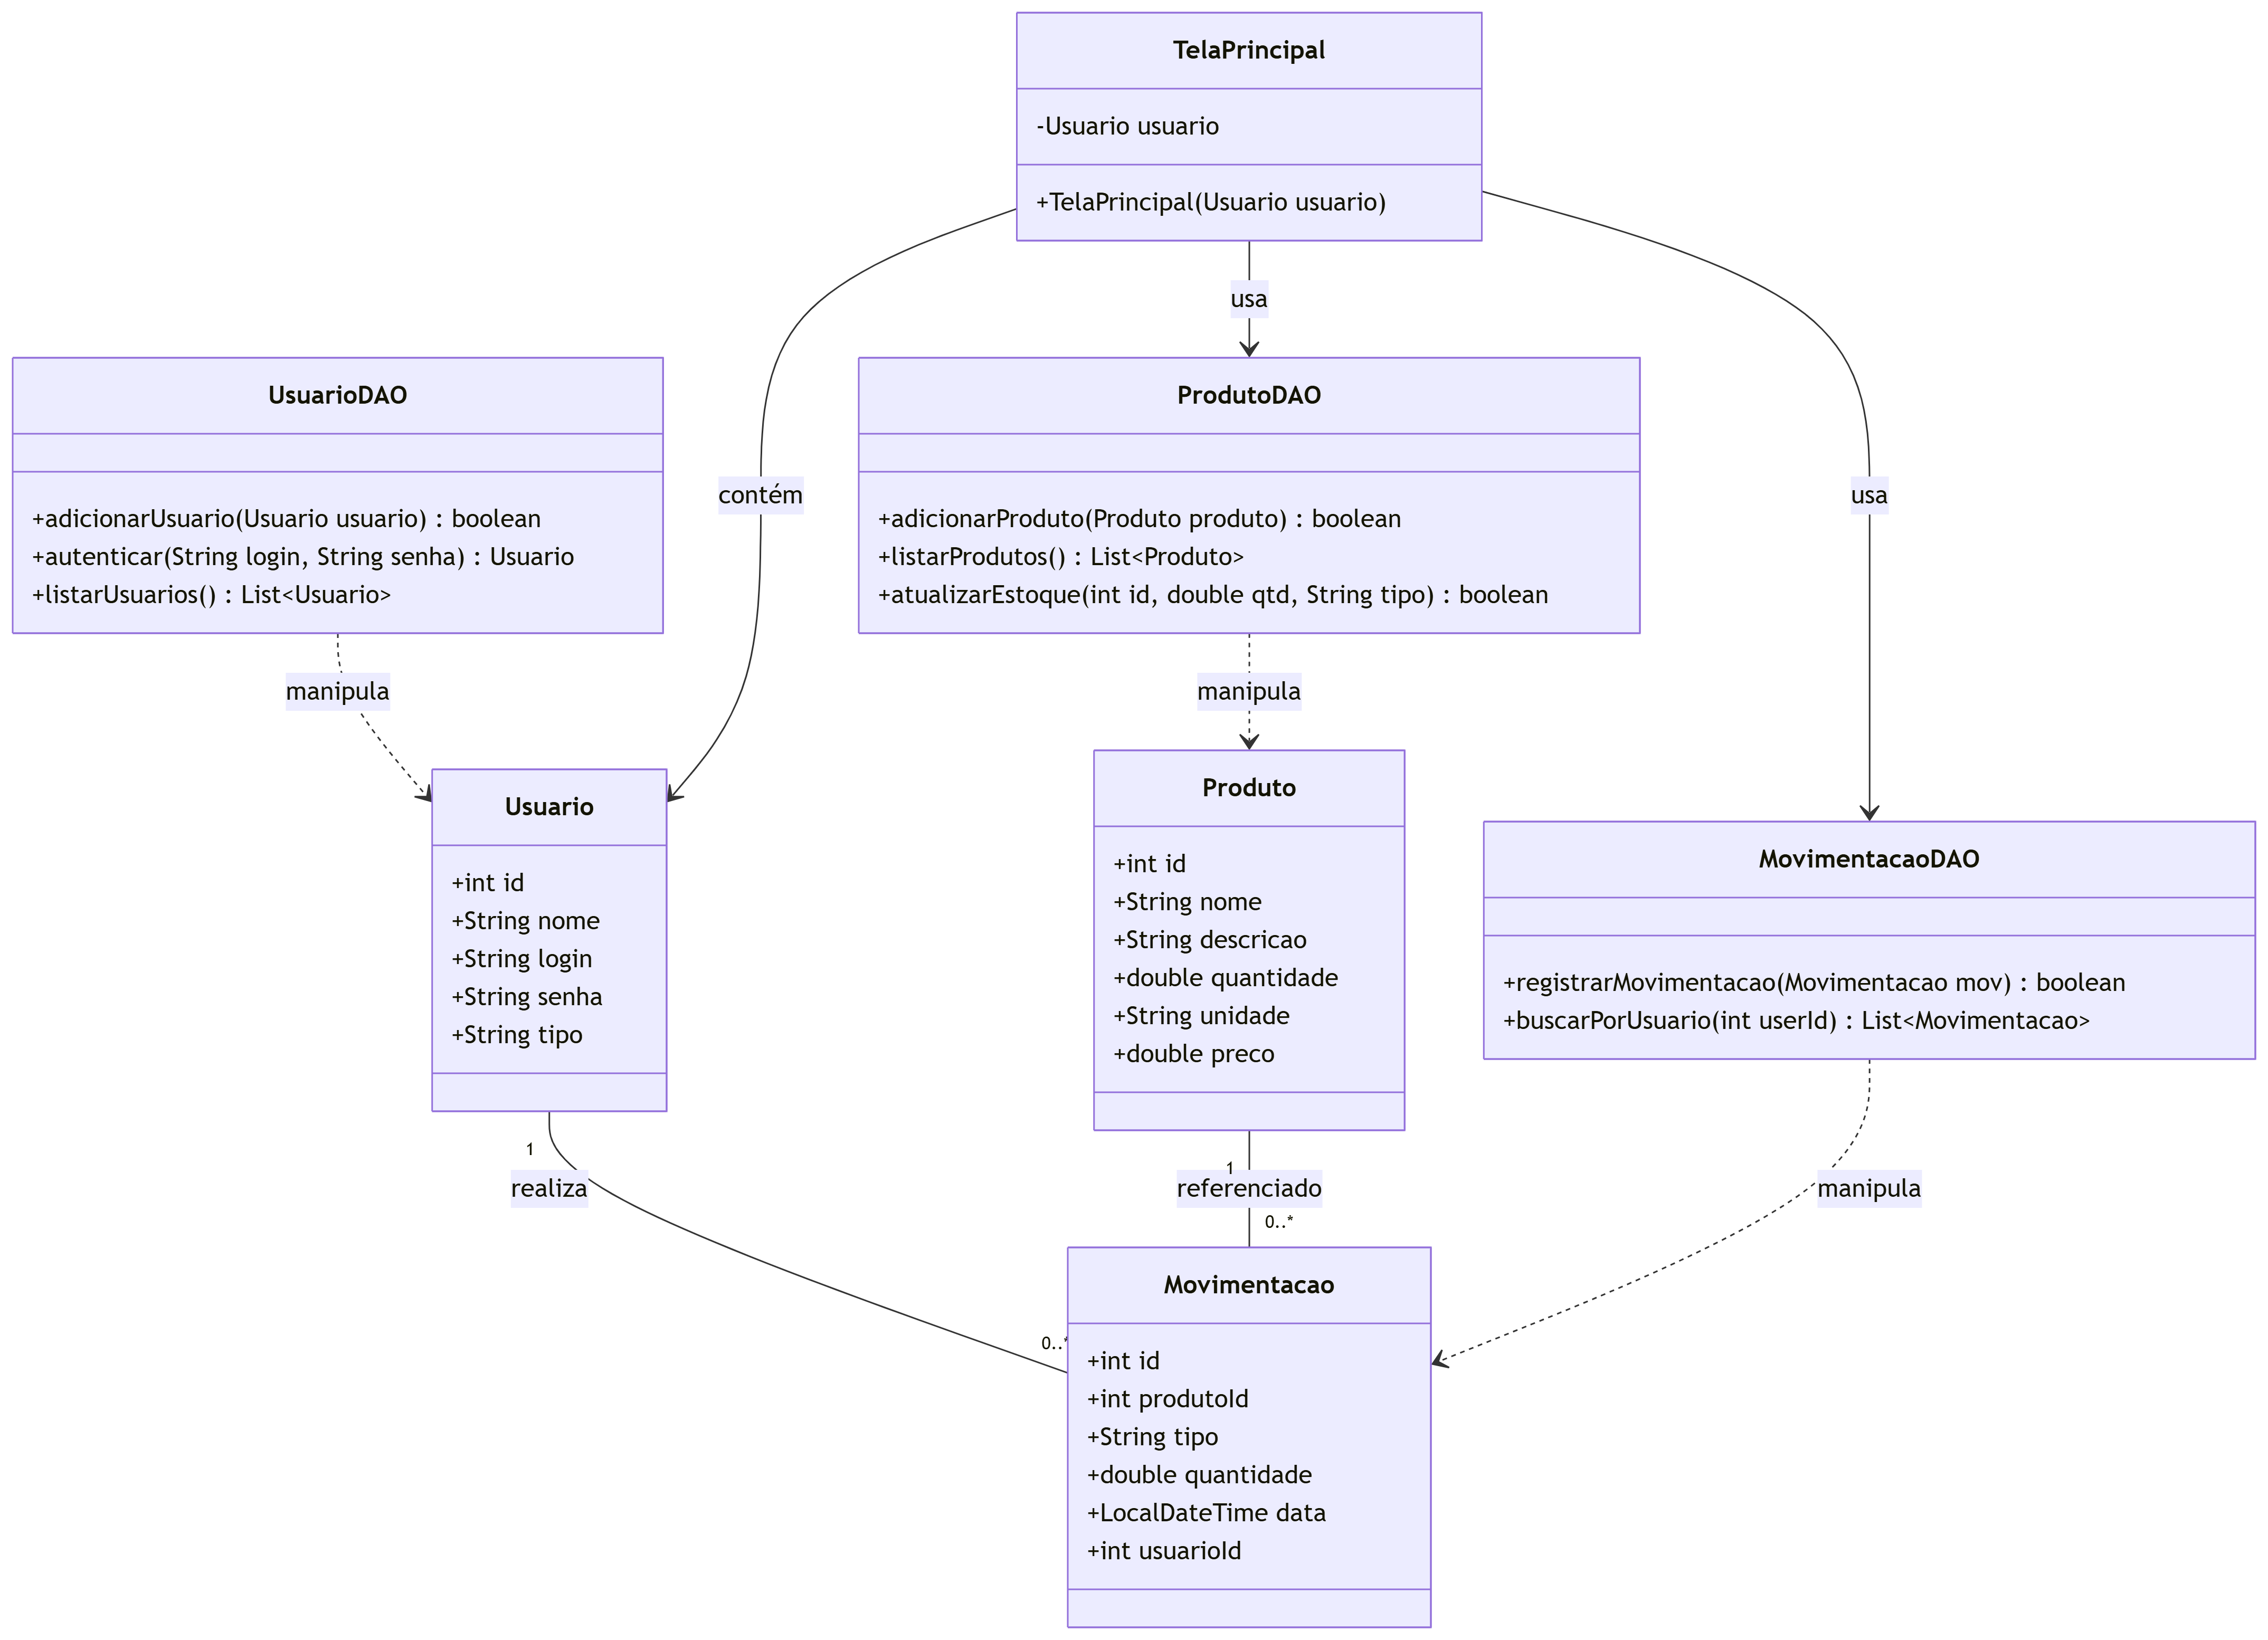 TelaPrincipal
-Usuario usuario
+TelaPrincipal(Usuario usuario)
usa
contém
usa
UsuarioDAO
+adicionarUsuario(Usuario usuario) : boolean
+autenticar(String login, String senha) : Usuario
+listarUsuarios() : List<Usuario>
ProdutoDAO
+adicionarProduto(Produto produto) : boolean
+listarProdutos() : List<Produto>
+atualizarEstoque(int id, double qtd, String tipo) : boolean
manipula
manipula
Usuario
+int id
+String nome
+String login
+String senha
+String tipo
Produto
+int id
+String nome
+String descricao
+double quantidade
+String unidade
+double preco
MovimentacaoDAO
+registrarMovimentacao(Movimentacao mov) : boolean
+buscarPorUsuario(int userId) : List<Movimentacao>
1
realiza
0..*
1
referenciado
0..*
manipula
Movimentacao
+int id
+int produtoId
+String tipo
+double quantidade
+LocalDateTime data
+int usuarioId